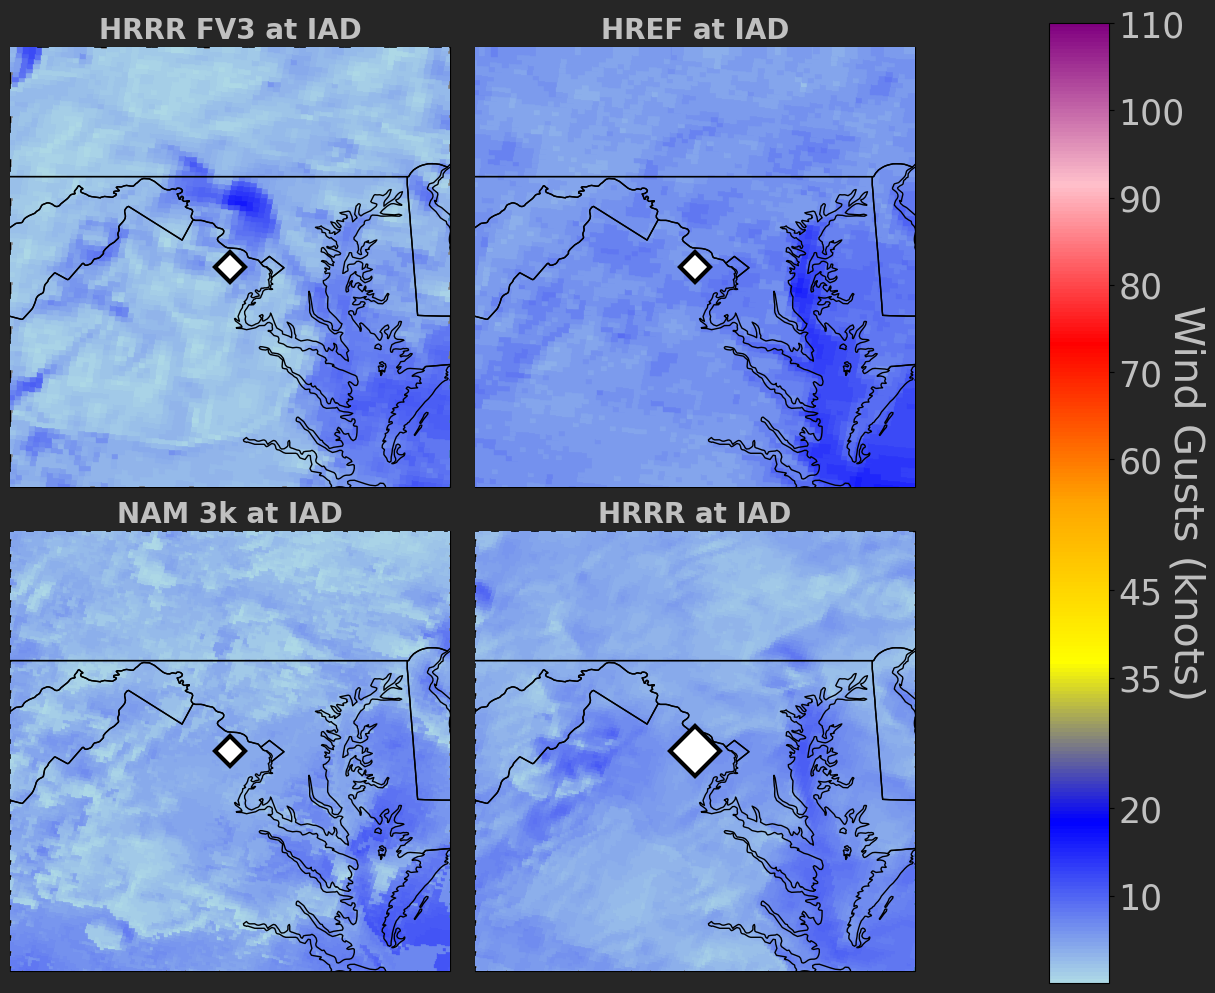 HRRR FV3 at IAD
HREF at IAD
NAM 3k at IAD
HRRR at IAD
110
100
90
80
70
60
45
35
20
10
Wind Gusts (knots)